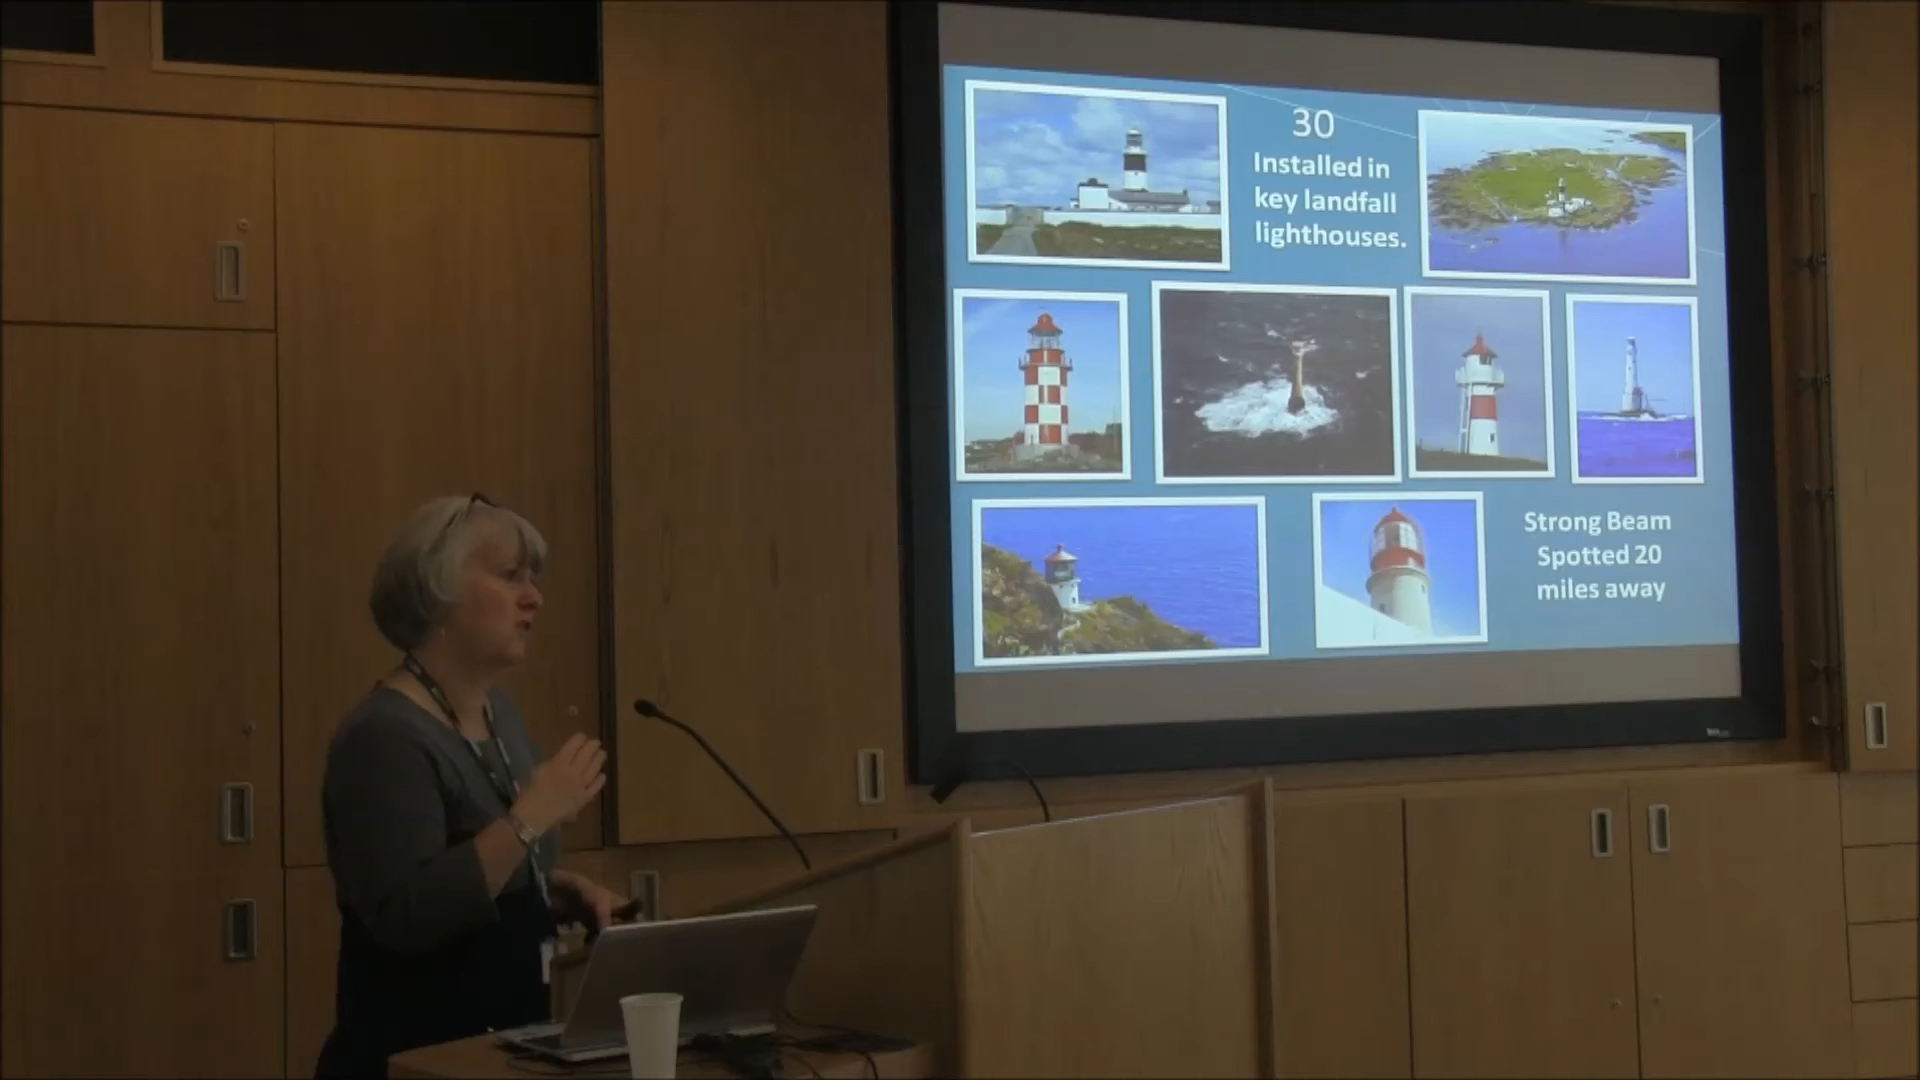 30
Installed in
key landfall
lighthouses.
Strong Beam
Spotted 20
miles away